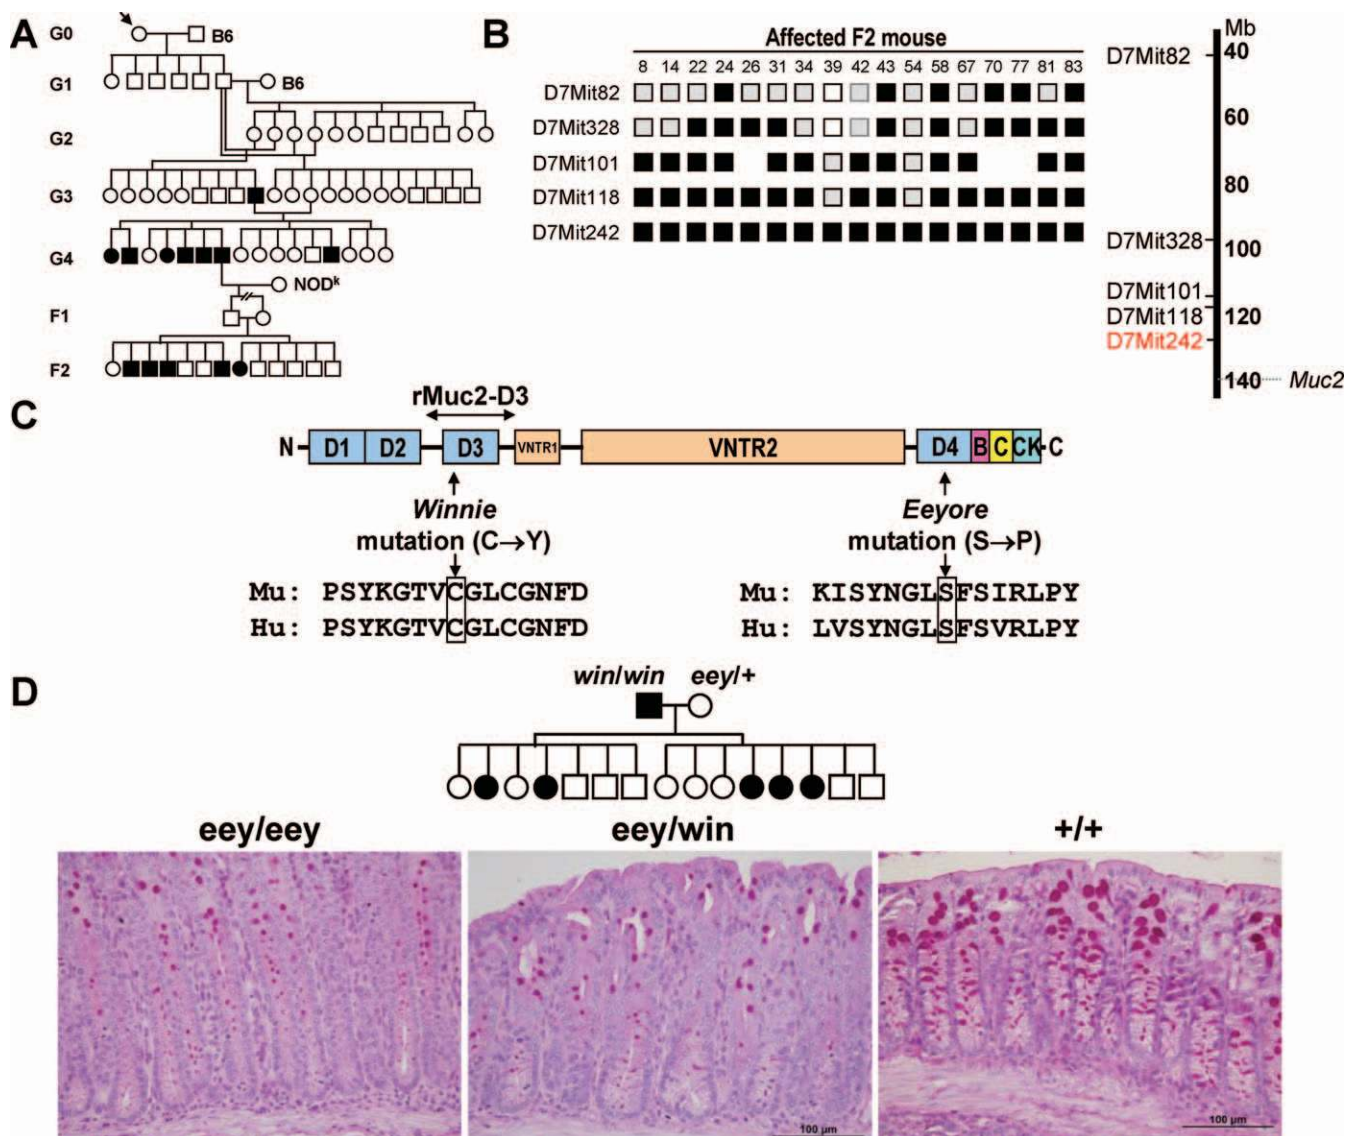 A
G0
B6
G1
B6
G2
G3
G4
NODk
F1
F2
B
Affected F2 mouse
8 14 22 24 26 31 34 39 42 43 54 58 67 70 77 81 83
D7Mit82
D7Mit328
D7Mit101
D7Mit118
D7Mit242
Mb
D7Mit82
40
60
80
D7Mit328
100
D7Mit101
D7Mit118
120
D7Mit242
140
Muc2
C
rMuc2-D3
N D1 D2 D3 VNTR1 VNTR2 D4 B C CK C
Winnie
mutation (C→Y)
Mu: PSYKGTVCGLCGNFD
Hu: PSYKGTVCGLCGNFD
Eeyore
mutation (S→P)
Mu: KISYNGLSFSIRLPY
Hu: LVSYNGLSFSVRLPY
D
win/win eey/+
eey/eey
eey/win
+/+
100 µm
100 µm